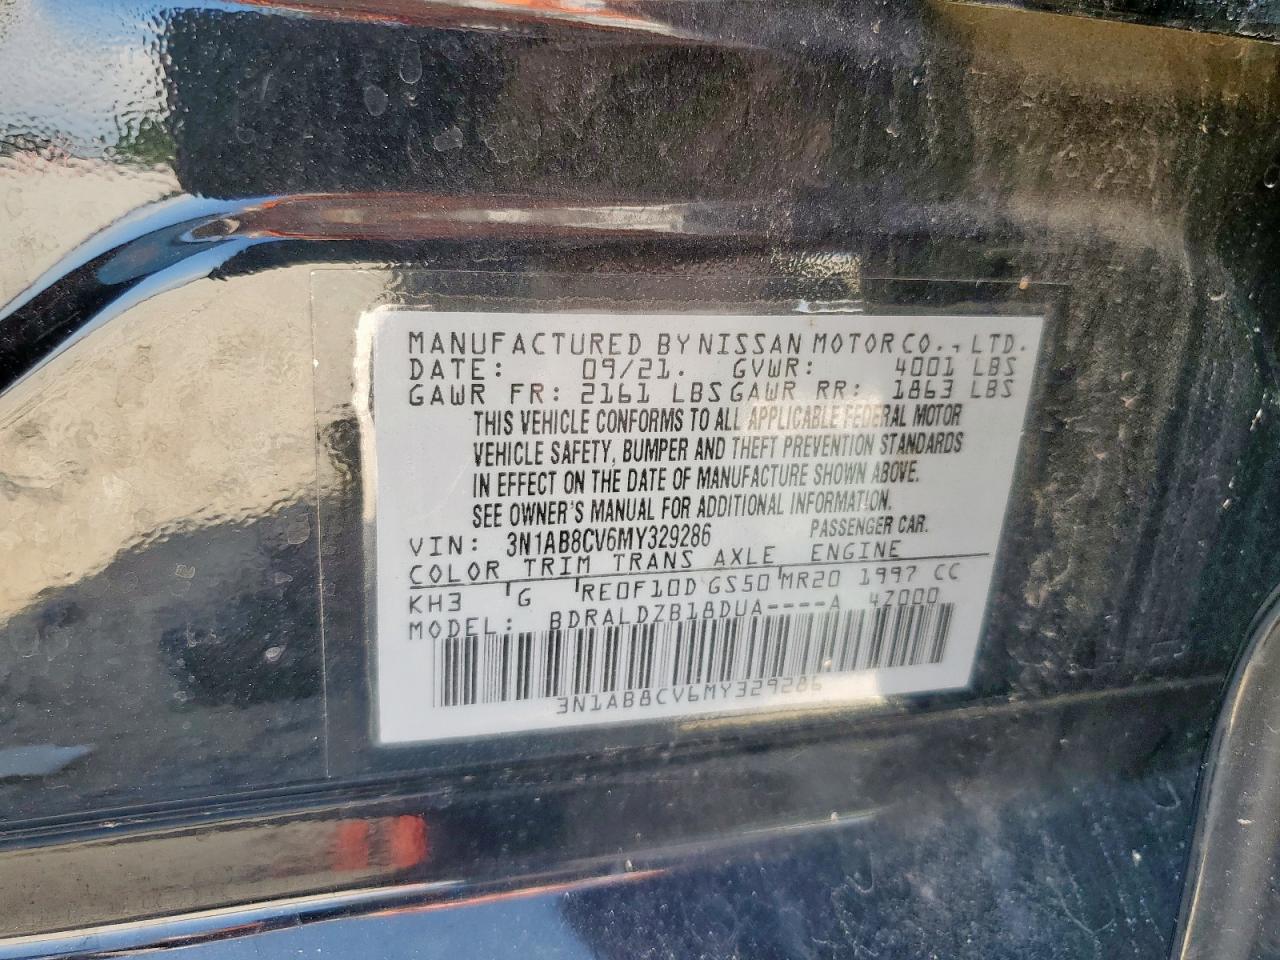 MANUFACTURED BY NISSAN MOTOR CO., LTD.
DATE: 09/21. GVWR: 4001 LBS
GAWR FR: 2161 LBS GAWR RR: 1863 LBS
THIS VEHICLE CONFORMS TO ALL APPLICABLE FEDERAL MOTOR
VEHICLE SAFETY, BUMPER AND THEFT PREVENTION STANDARDS
IN EFFECT ON THE DATE OF MANUFACTURE SHOWN ABOVE.
SEE OWNER'S MANUAL FOR ADDITIONAL INFORMATION.
VIN: 3N1AB8CV6MY329286 PASSENGER CAR.
COLOR TRIM TRANS AXLE ENGINE
KH3 G RE0F10D GS50 MR20 1997 CC
MODEL: BDRALDZB18DUA----A 4Z000
3N1AB8CV6MY329286